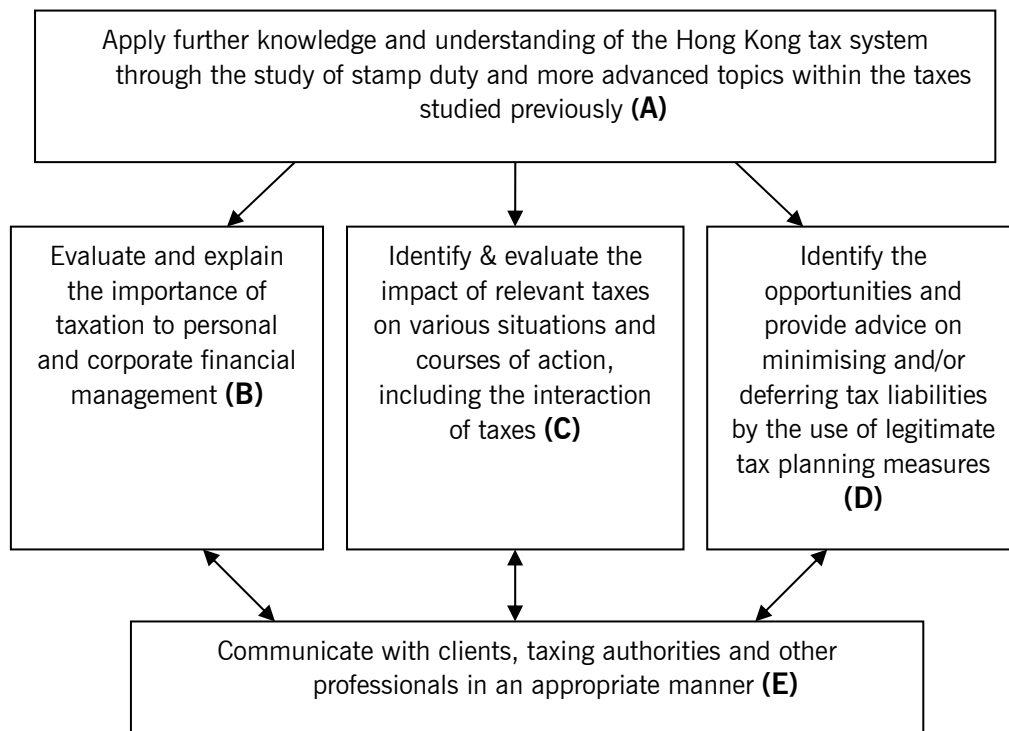 Apply further knowledge and understanding of the Hong Kong tax system
through the study of stamp duty and more advanced topics within the taxes
studied previously (A)
Evaluate and explain
the importance of
taxation to personal
and corporate financial
management (B)
Identify & evaluate the
impact of relevant taxes
on various situations and
courses of action,
including the interaction
of taxes (C)
Identify the
opportunities and
provide advice on
minimising and/or
deferring tax liabilities
by the use of legitimate
tax planning measures
(D)
Communicate with clients, taxing authorities and other
professionals in an appropriate manner (E)